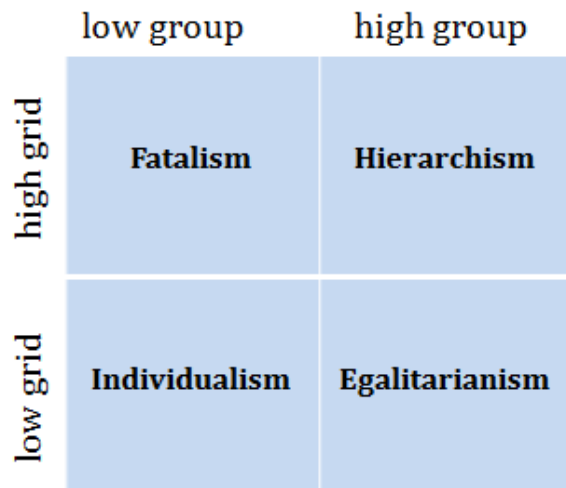 low group high group
high grid
Fatalism Hierarchism
low grid
Individualism Egalitarianism